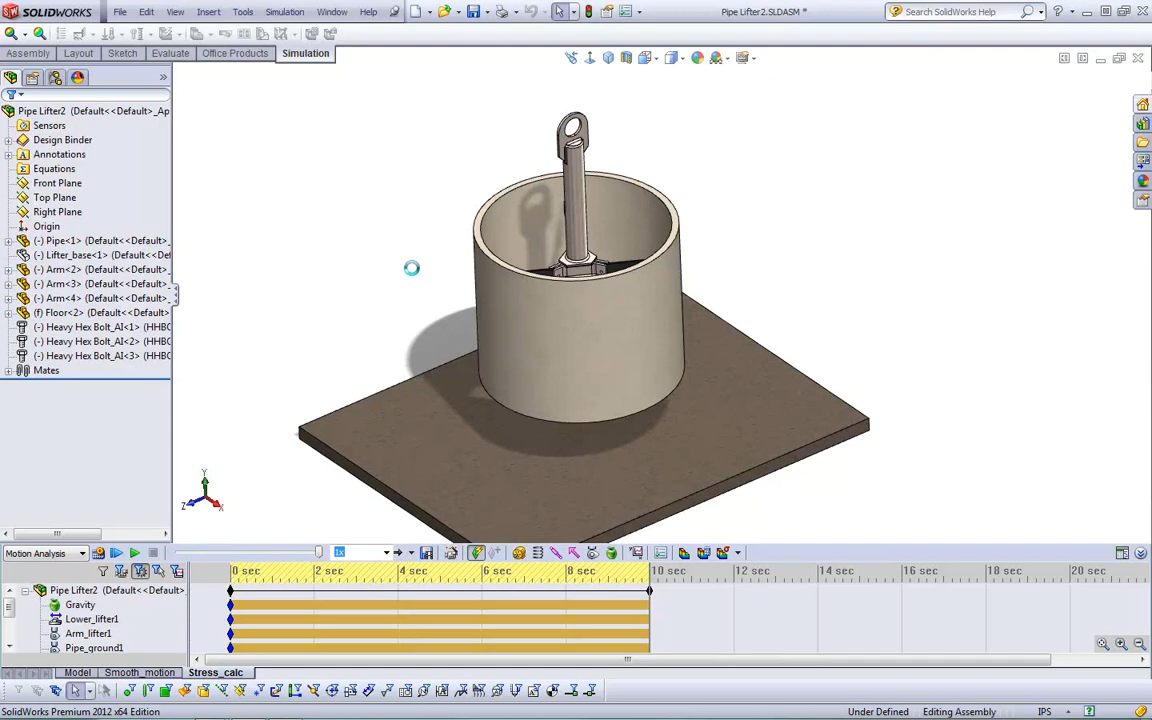 SOLIDWORKS File Edit View Insert Tools Simulation Window Help Pipe Lifter2.SLDASM * Search SolidWorks Help
Assembly Layout Sketch Evaluate Office Products Simulation
Pipe Lifter2 (Default<<Default>_Ap
Sensors
Design Binder
Annotations
Equations
Front Plane
Top Plane
Right Plane
Origin
(-) Pipe<1> (Default<<Default>_
(-) Lifter_base<1> (Default<<Def
(-) Arm<2> (Default<<Default>_
(-) Arm<3> (Default<<Default>_
(-) Arm<4> (Default<<Default>_
(f) Floor<2> (Default<<Default>_
(-) Heavy Hex Bolt_AI<1> (HHBC
(-) Heavy Hex Bolt_AI<2> (HHBC
(-) Heavy Hex Bolt_AI<3> (HHBC
Mates
Y
Z X
Motion Analysis 1x
0 sec 2 sec 4 sec 6 sec 8 sec 10 sec 12 sec 14 sec 16 sec 18 sec 20 sec
Pipe Lifter2 (Default<<Default>_
Gravity
Lower_lifter1
Arm_lifter1
Pipe_ground1
Model Smooth_motion Stress_calc
SolidWorks Premium 2012 x64 Edition Under Defined Editing Assembly IPS